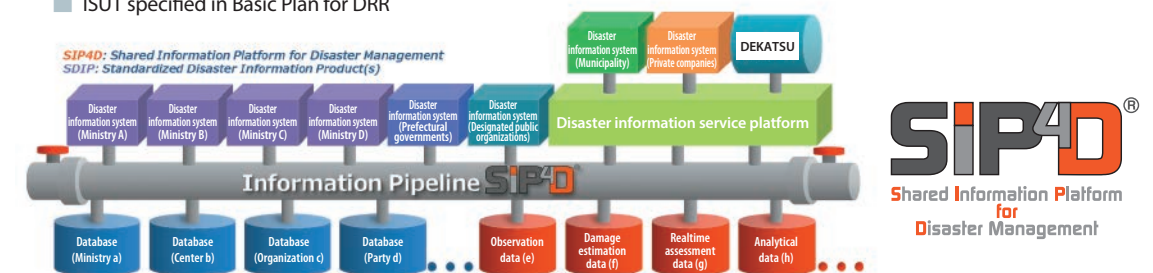 ISUT specified in Basic Plan for DRR
SIP4D: Shared Information Platform for Disaster Management
SDIP: Standardized Disaster Information Product(s)
Disaster
information system
(Municipality)
Disaster
information system
(Private companies)
DEKATSU
Disaster
information system
(Ministry A)
Disaster
information system
(Ministry B)
Disaster
information system
(Ministry C)
Disaster
information system
(Ministry D)
Disaster
information system
(Prefectural
governments)
Disaster
information system
(Designated public
organizations)
Disaster information service platform
Information Pipeline SIP4D®
Database
(Ministry a)
Database
(Center b)
Database
(Organization c)
Database
(Party d)
Observation
data (e)
Damage
estimation
data (f)
Realtime
assessment
data (g)
Analytical
data (h)
SIP4D®
Shared Information Platform
for
Disaster Management